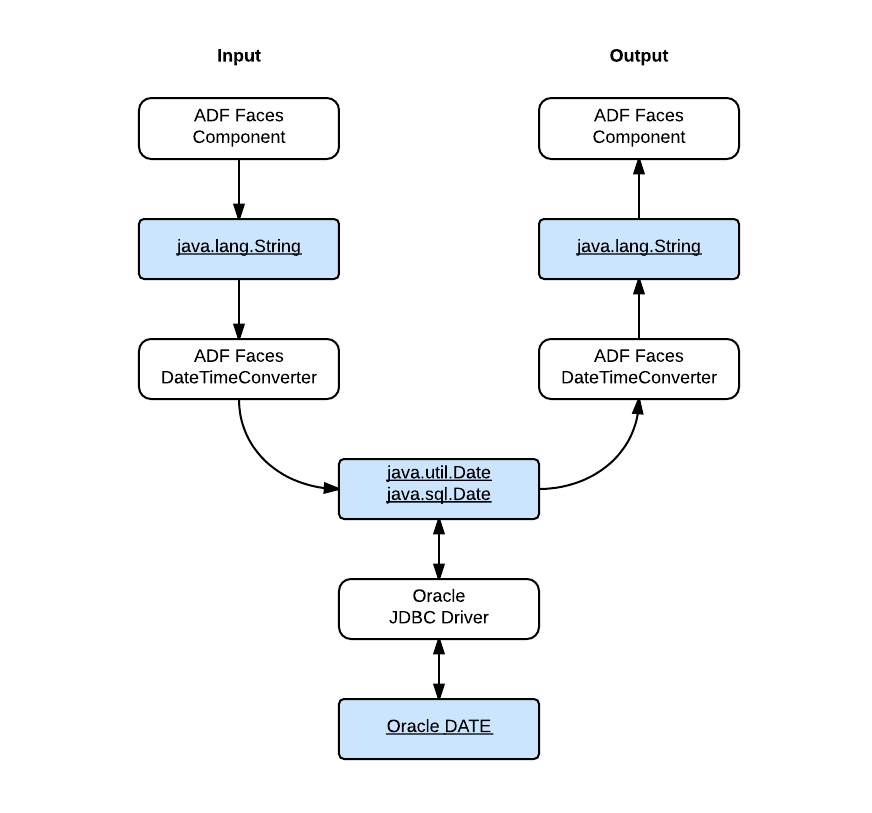 Input
Output
ADF Faces
Component
ADF Faces
Component
java.lang.String
java.lang.String
ADF Faces
DateTimeConverter
ADF Faces
DateTimeConverter
java.util.Date
java.sql.Date
Oracle
JDBC Driver
Oracle DATE